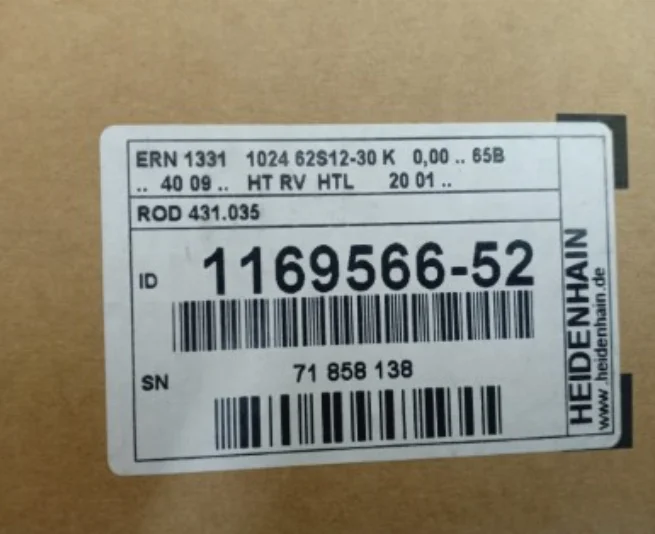 ERN 1331 1024 62S12-30 K 0,00 .. 65B
.. 40 09 .. HT RV HTL 20 01 ..
ROD 431.035
ID 1169566-52
SN 71 858 138
HEIDENHAIN
www.heidenhain.de